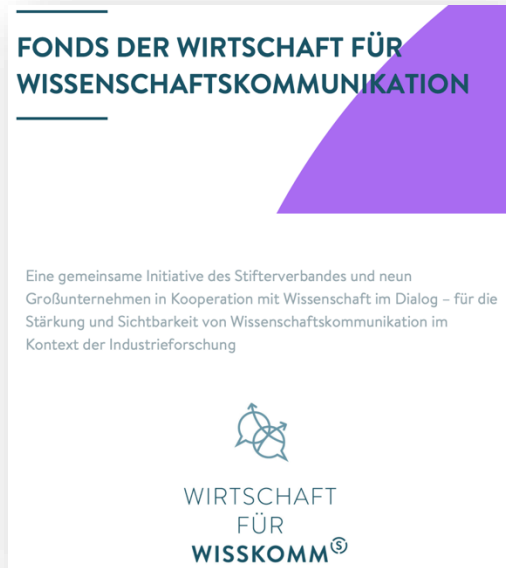 FONDS DER WIRTSCHAFT FÜR
WISSENSCHAFTSKOMMUNIKATION
Eine gemeinsame Initiative des Stifterverbandes und neun
Großunternehmen in Kooperation mit Wissenschaft im Dialog – für die
Stärkung und Sichtbarkeit von Wissenschaftskommunikation im
Kontext der Industrieforschung
WIRTSCHAFT
FÜR
WISSKOMM Ⓢ